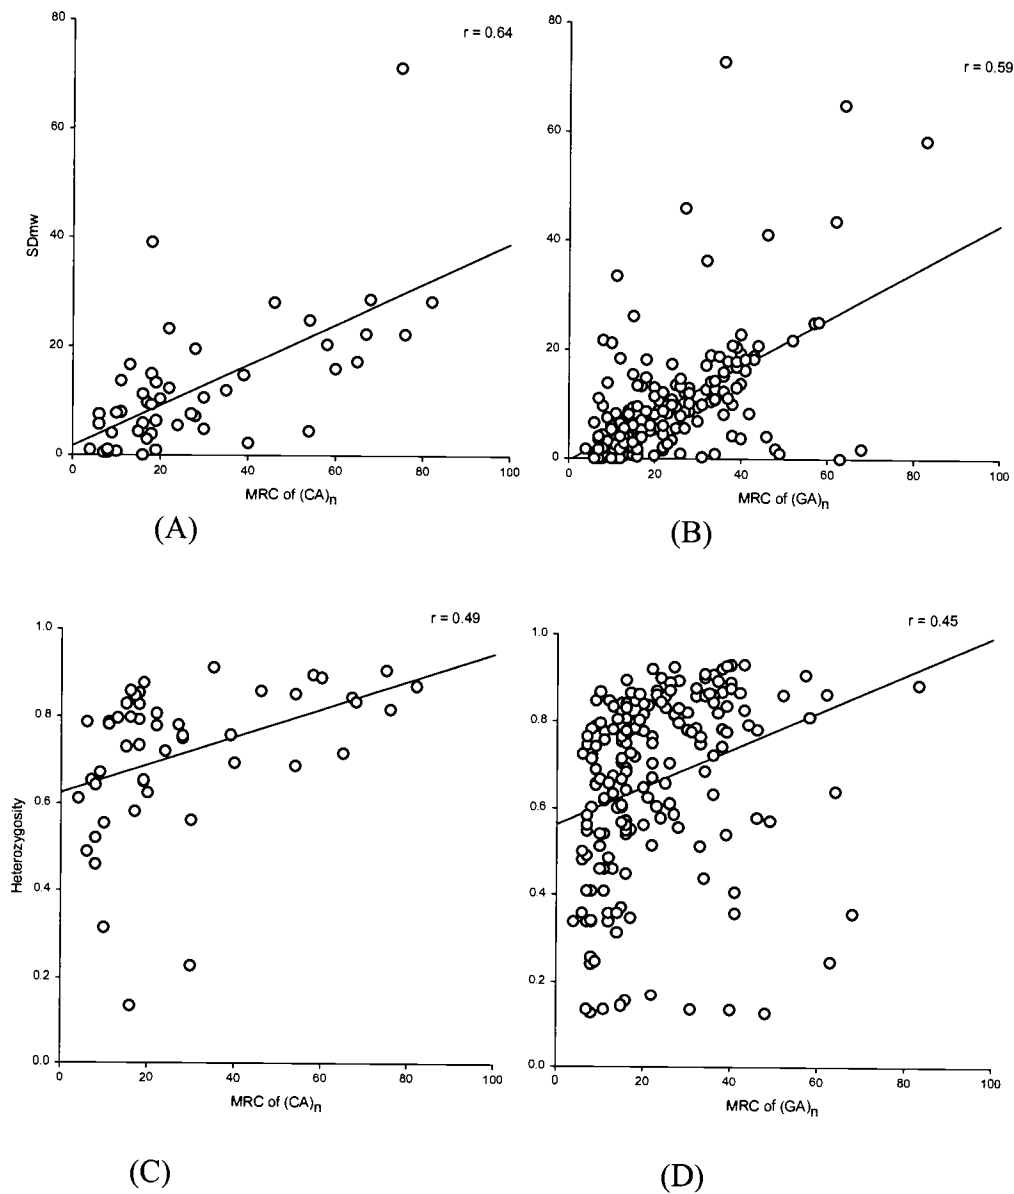 80
60
40
20
0
SDmw
r = 0.64
0 20 40 60 80 100
MRC of (CA)n
(A)
80
60
40
20
0
r = 0.59
0 20 40 60 80 100
MRC of (GA)n
(B)
1.0
0.8
0.6
0.4
0.2
0.0
Heterozygosity
r = 0.49
0 20 40 60 80 100
MRC of (CA)n
(C)
1.0
0.8
0.6
0.4
0.2
0.0
r = 0.45
0 20 40 60 80 100
MRC of (GA)n
(D)